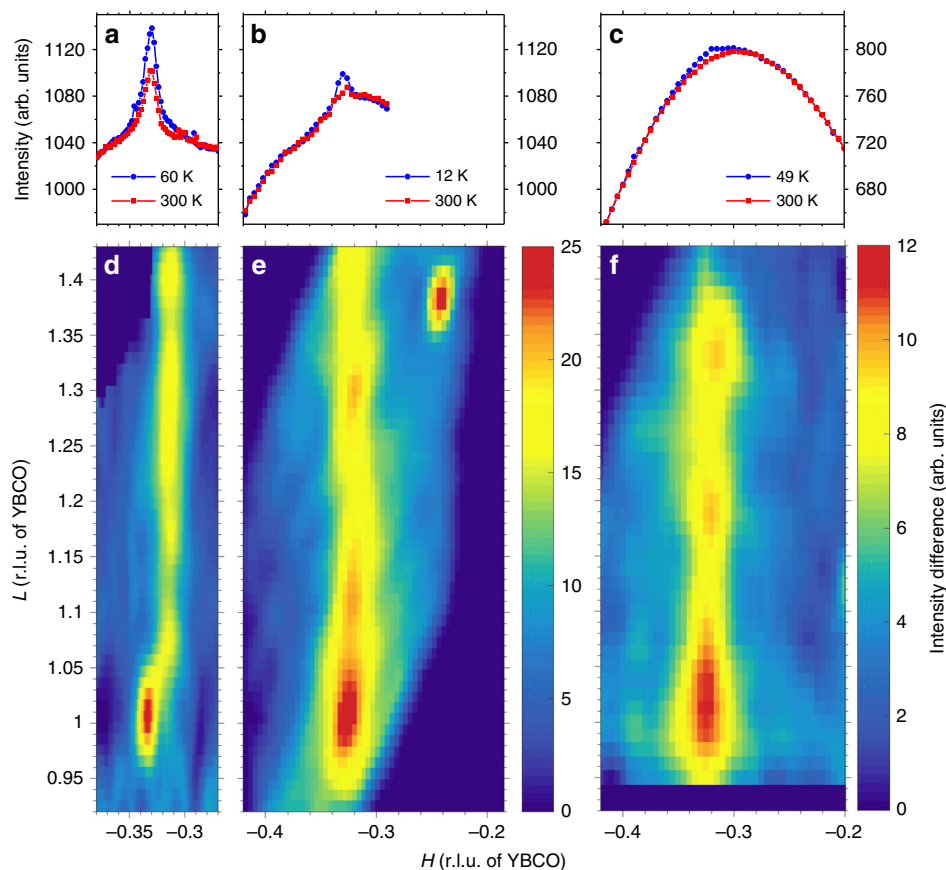 a
b
c
Intensity (arb. units)
1120
1080
1040
1000
60 K
300 K
12 K
300 K
1120
1080
1040
1000
49 K
300 K
800
760
720
680
d
e
f
L (r.l.u. of YBCO)
1.4
1.35
1.3
1.25
1.2
1.15
1.1
1.05
1
0.95
25
20
15
10
5
0
12
10
8
6
4
2
0
Intensity difference (arb. units)
−0.35
−0.3
−0.4
−0.3
−0.2
−0.4
−0.3
−0.2
H (r.l.u. of YBCO)